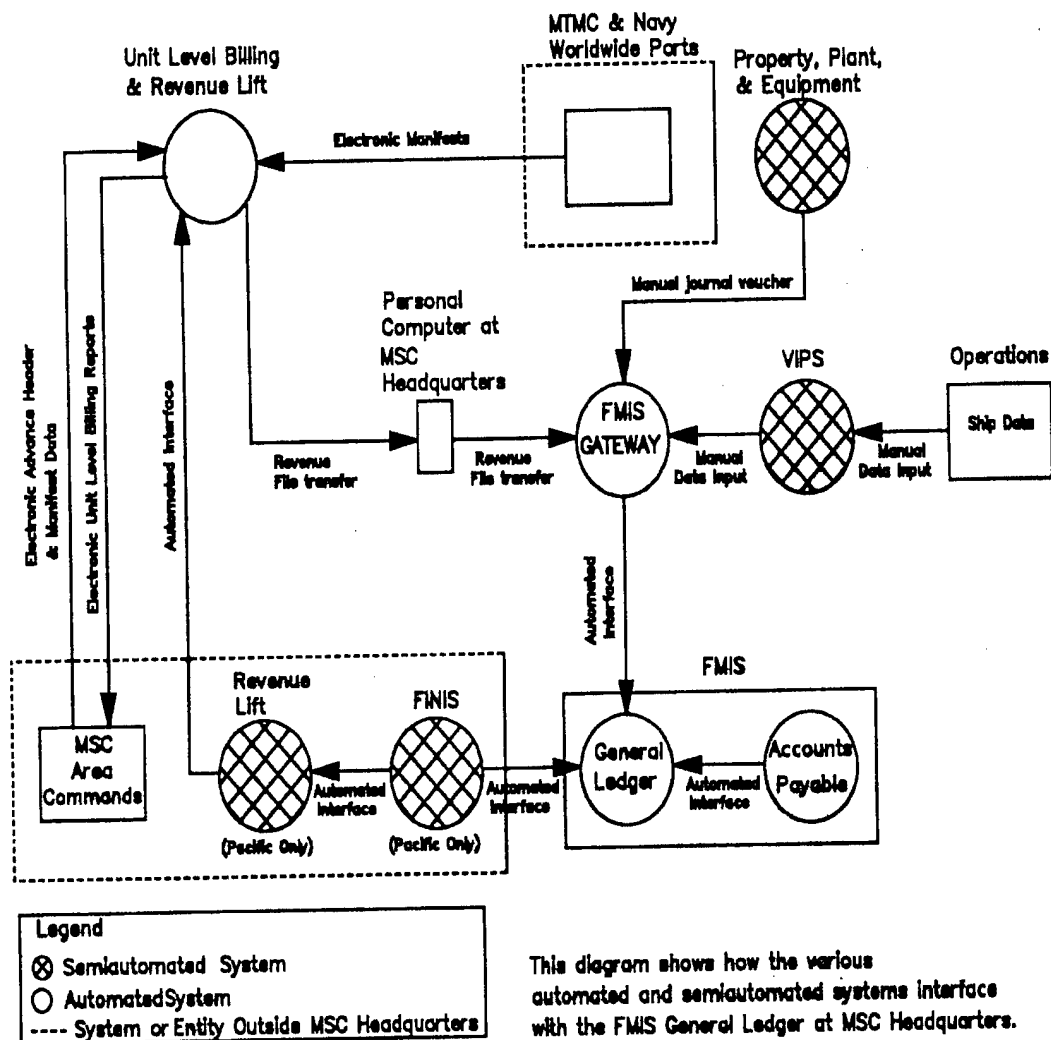 Unit Level Billing
& Revenue Lift
MTMC & Navy
Worldwide Ports
Property, Plant,
& Equipment
Electronic Manifests
Manual journal voucher
Personal
Computer at
MSC
Headquarters
VIPS
Operations
FMIS
GATEWAY
Ship Data
Revenue
File transfer
Revenue
File transfer
Manual
Data Input
Manual
Data Input
Electronic Advance Header
& Manifest Data
Electronic Unit Level Billing Reports
Automated Interface
Automated
Interface
FMIS
Revenue
Lift
FINIS
MSC
Area
Commands
General
Ledger
Accounts
Payable
Automated
Interface
Automated
Interface
Automated
Interface
(Pacific Only)
(Pacific Only)
Legend
Semiautomated System
AutomatedSystem
---- System or Entity Outside MSC Headquarters
This diagram shows how the various
automated and semiautomated systems interface
with the FMIS General Ledger at MSC Headquarters.